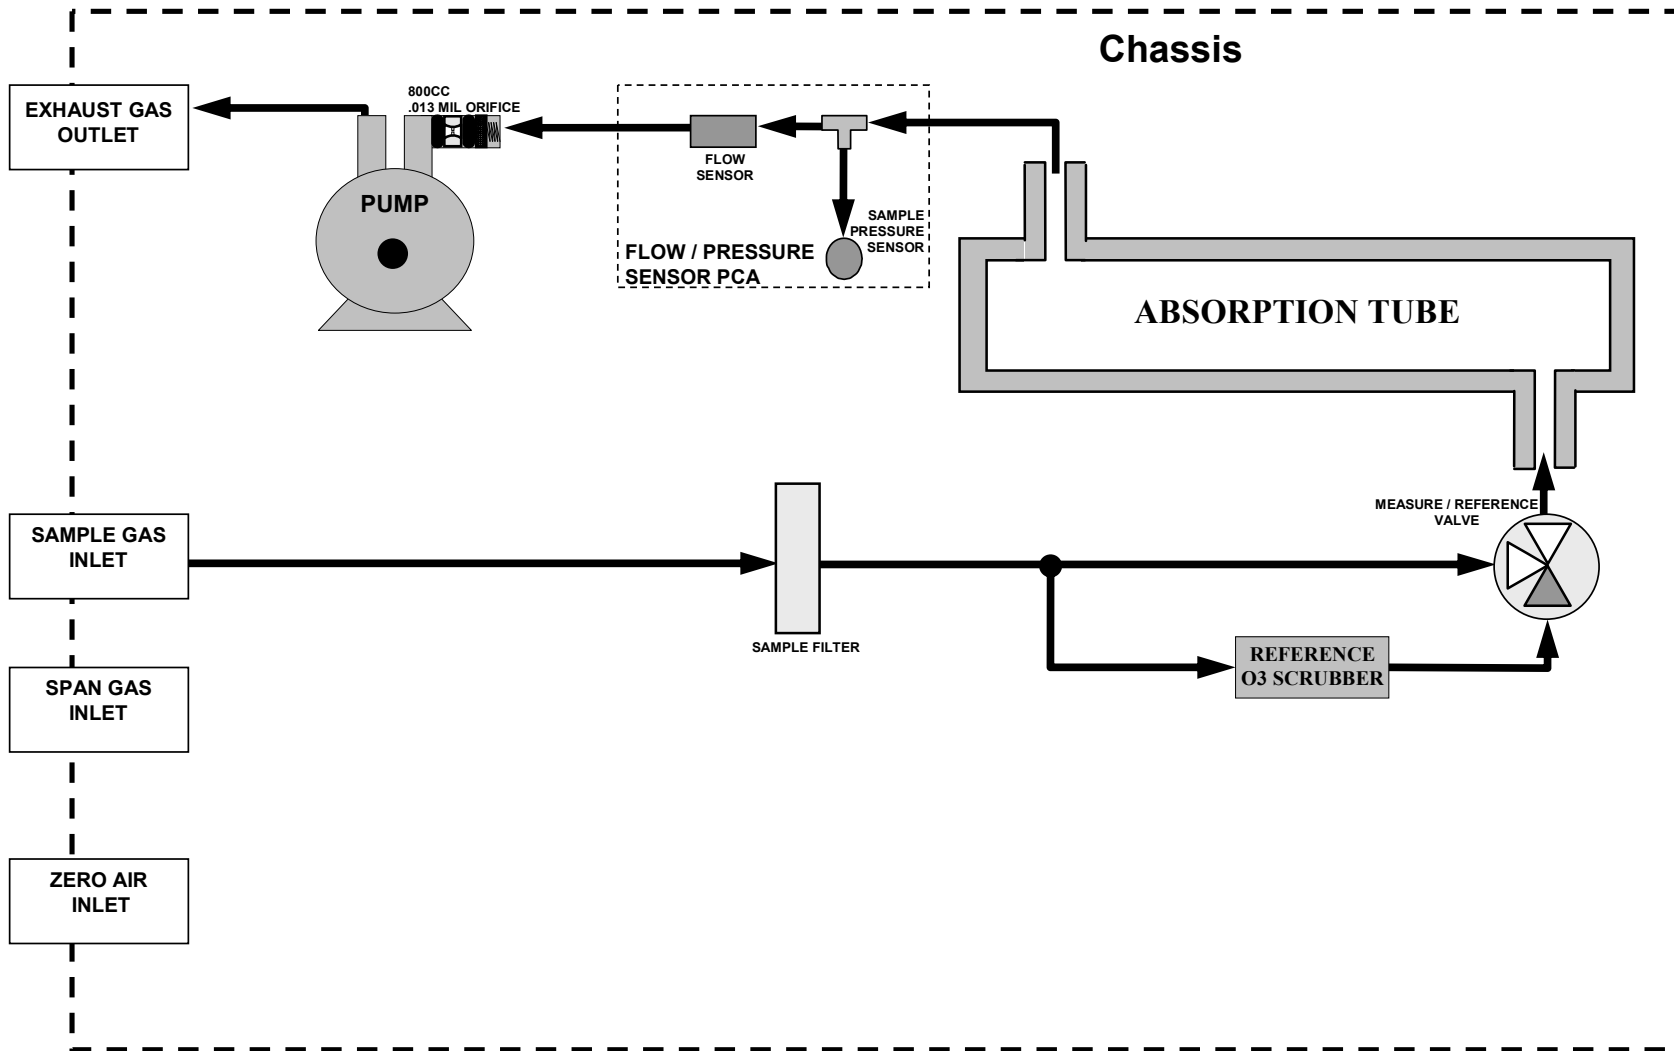 Chassis
EXHAUST GAS
OUTLET
800CC
.013 MIL ORIFICE
PUMP
FLOW
SENSOR
SAMPLE
PRESSURE
SENSOR
FLOW / PRESSURE
SENSOR PCA
ABSORPTION TUBE
MEASURE / REFERENCE
VALVE
SAMPLE GAS
INLET
SAMPLE FILTER
REFERENCE
O3 SCRUBBER
SPAN GAS
INLET
ZERO AIR
INLET